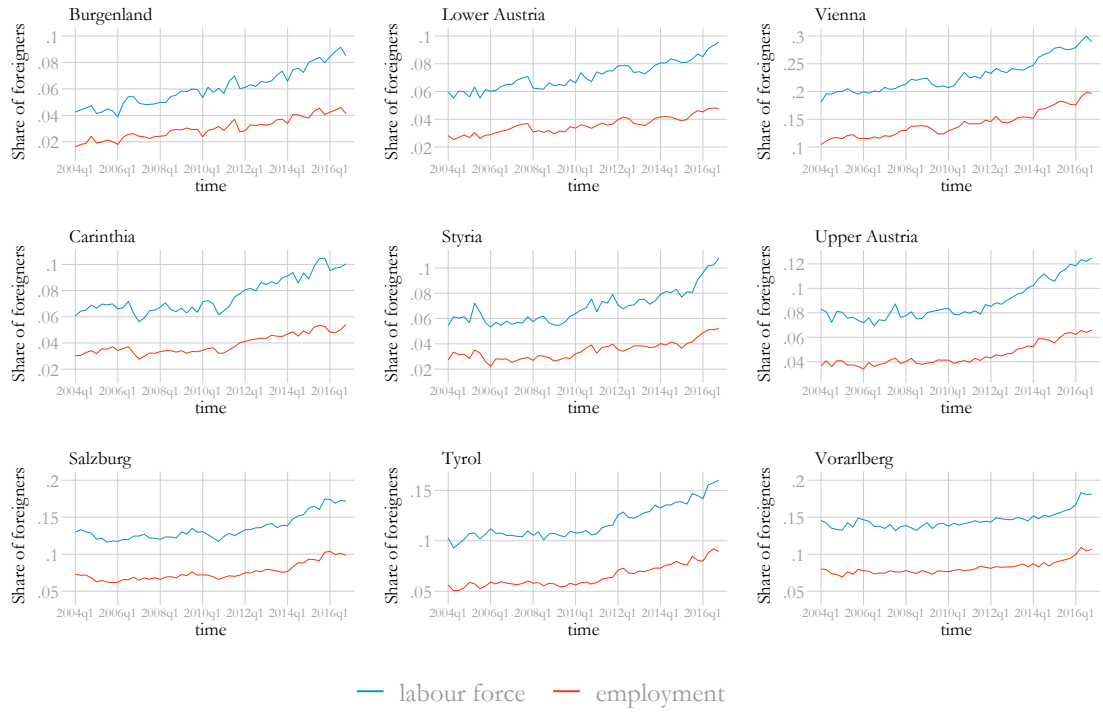 Burgenland
Share of foreigners
.1
.08
.06
.04
.02
2004q1 2006q1 2008q1 2010q1 2012q1 2014q1 2016q1
time
Lower Austria
Share of foreigners
.1
.08
.06
.04
.02
2004q1 2006q1 2008q1 2010q1 2012q1 2014q1 2016q1
time
Vienna
Share of foreigners
.3
.25
.2
.15
.1
2004q1 2006q1 2008q1 2010q1 2012q1 2014q1 2016q1
time
Carinthia
Share of foreigners
.1
.08
.06
.04
.02
2004q1 2006q1 2008q1 2010q1 2012q1 2014q1 2016q1
time
Styria
Share of foreigners
.1
.08
.06
.04
.02
2004q1 2006q1 2008q1 2010q1 2012q1 2014q1 2016q1
time
Upper Austria
Share of foreigners
.12
.1
.08
.06
.04
2004q1 2006q1 2008q1 2010q1 2012q1 2014q1 2016q1
time
Salzburg
Share of foreigners
.2
.15
.1
.05
2004q1 2006q1 2008q1 2010q1 2012q1 2014q1 2016q1
time
Tyrol
Share of foreigners
.15
.1
.05
2004q1 2006q1 2008q1 2010q1 2012q1 2014q1 2016q1
time
Vorarlberg
Share of foreigners
.2
.15
.1
.05
2004q1 2006q1 2008q1 2010q1 2012q1 2014q1 2016q1
time
labour force employment